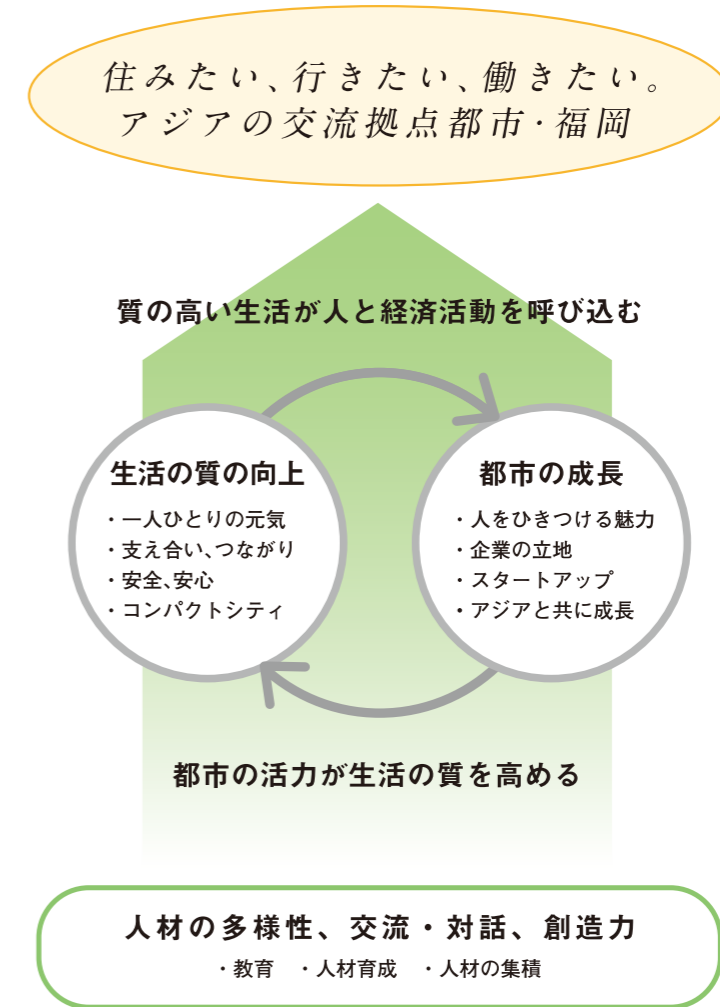 住みたい、行きたい、働きたい。
アジアの交流拠点都市・福岡
質の高い生活が人と経済活動を呼び込む
生活の質の向上
・一人ひとりの元気
・支え合い、つながり
・安全、安心
・コンパクトシティ
都市の成長
・人をひきつける魅力
・企業の立地
・スタートアップ
・アジアと共に成長
都市の活力が生活の質を高める
人材の多様性、交流・対話、創造力
・教育　・人材育成　・人材の集積